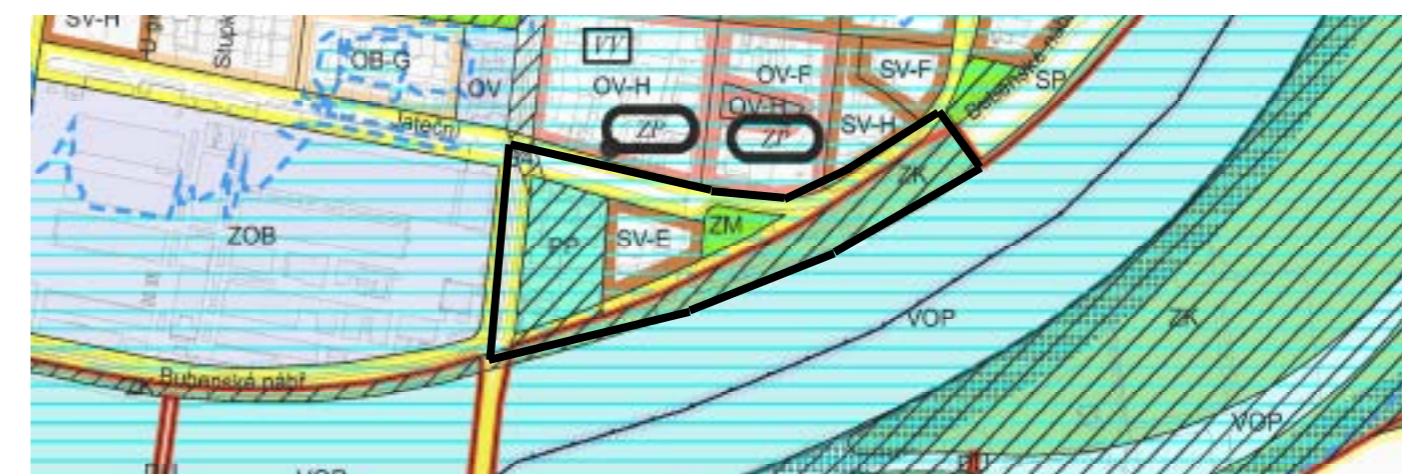 SV-H
OB-G
OV
VV
OV-H
OV-F
OV-H
SV-F
SP
SV-H
ZP
ZP
Jateční
ZK
ZOB
PP
SV-E
ZM
VOP
ZK
Bubenské nábř.
ZK
VOP
VOP